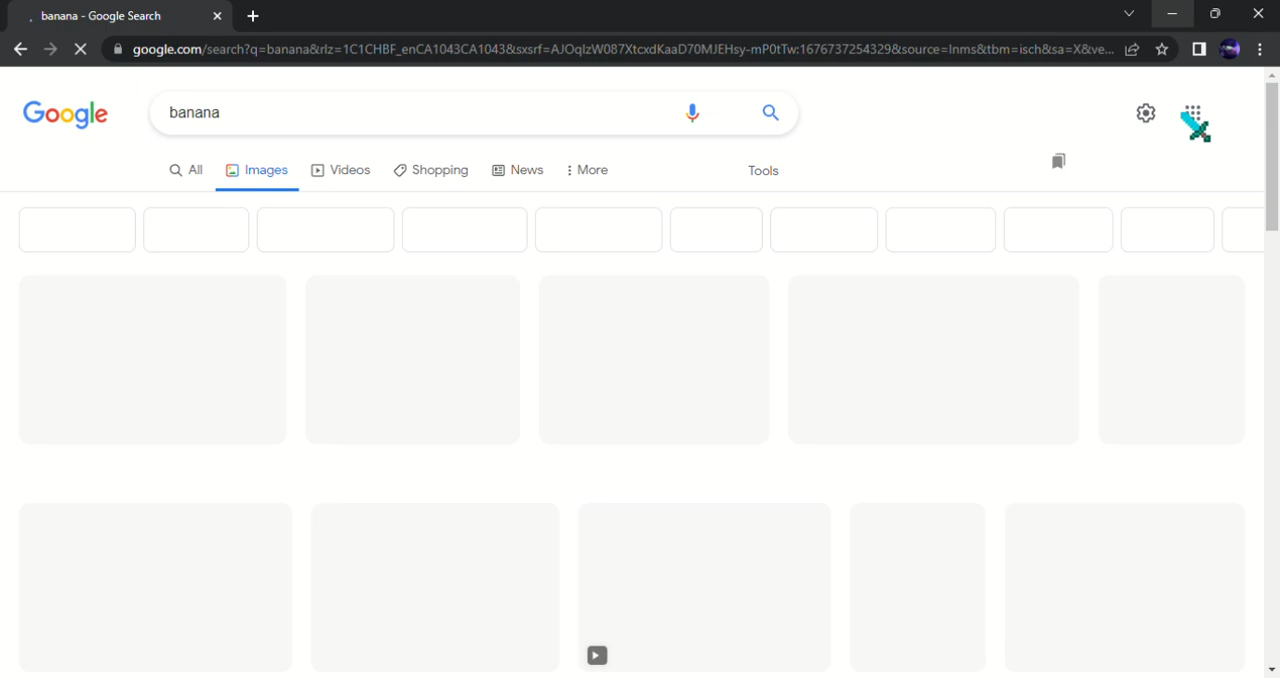 banana - Google Search
google.com/search?q=banana&rlz=1C1CHBF_enCA1043CA1043&sxsrf=AJOqlzW087XtcxdKaaD70MJEHsy-mP0tTw:1676737254329&source=lnms&tbm=isch&sa=X&ve...
Google
banana
All Images Videos Shopping News More Tools